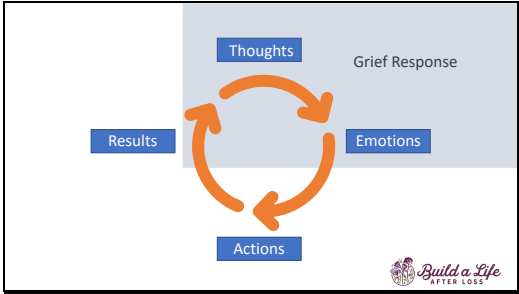 Thoughts
Grief Response
Results
Emotions
Actions
Build a Life
AFTER LOSS